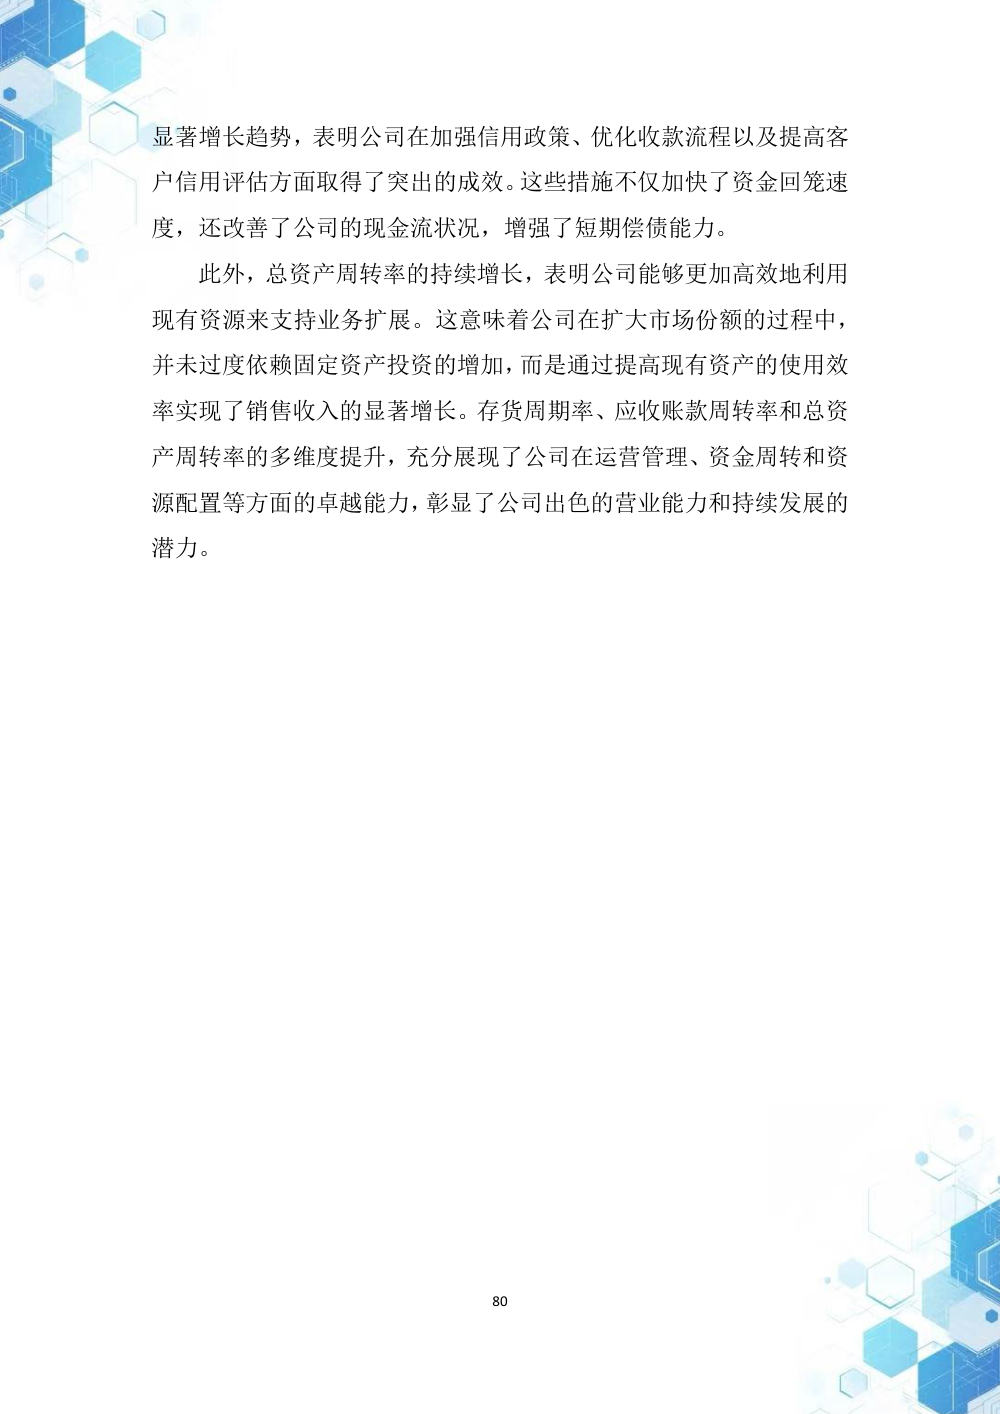 显著增长趋势，表明公司在加强信用政策、优化收款流程以及提高客
户信用评估方面取得了突出的成效。这些措施不仅加快了资金回笼速
度，还改善了公司的现金流状况，增强了短期偿债能力。
此外，总资产周转率的持续增长，表明公司能够更加高效地利用
现有资源来支持业务扩展。这意味着公司在扩大市场份额的过程中，
并未过度依赖固定资产投资的增加，而是通过提高现有资产的使用效
率实现了销售收入的显著增长。存货周期率、应收账款周转率和总资
产周转率的多维度提升，充分展现了公司在运营管理、资金周转和资
源配置等方面的卓越能力，彰显了公司出色的营业能力和持续发展的
潜力。
80